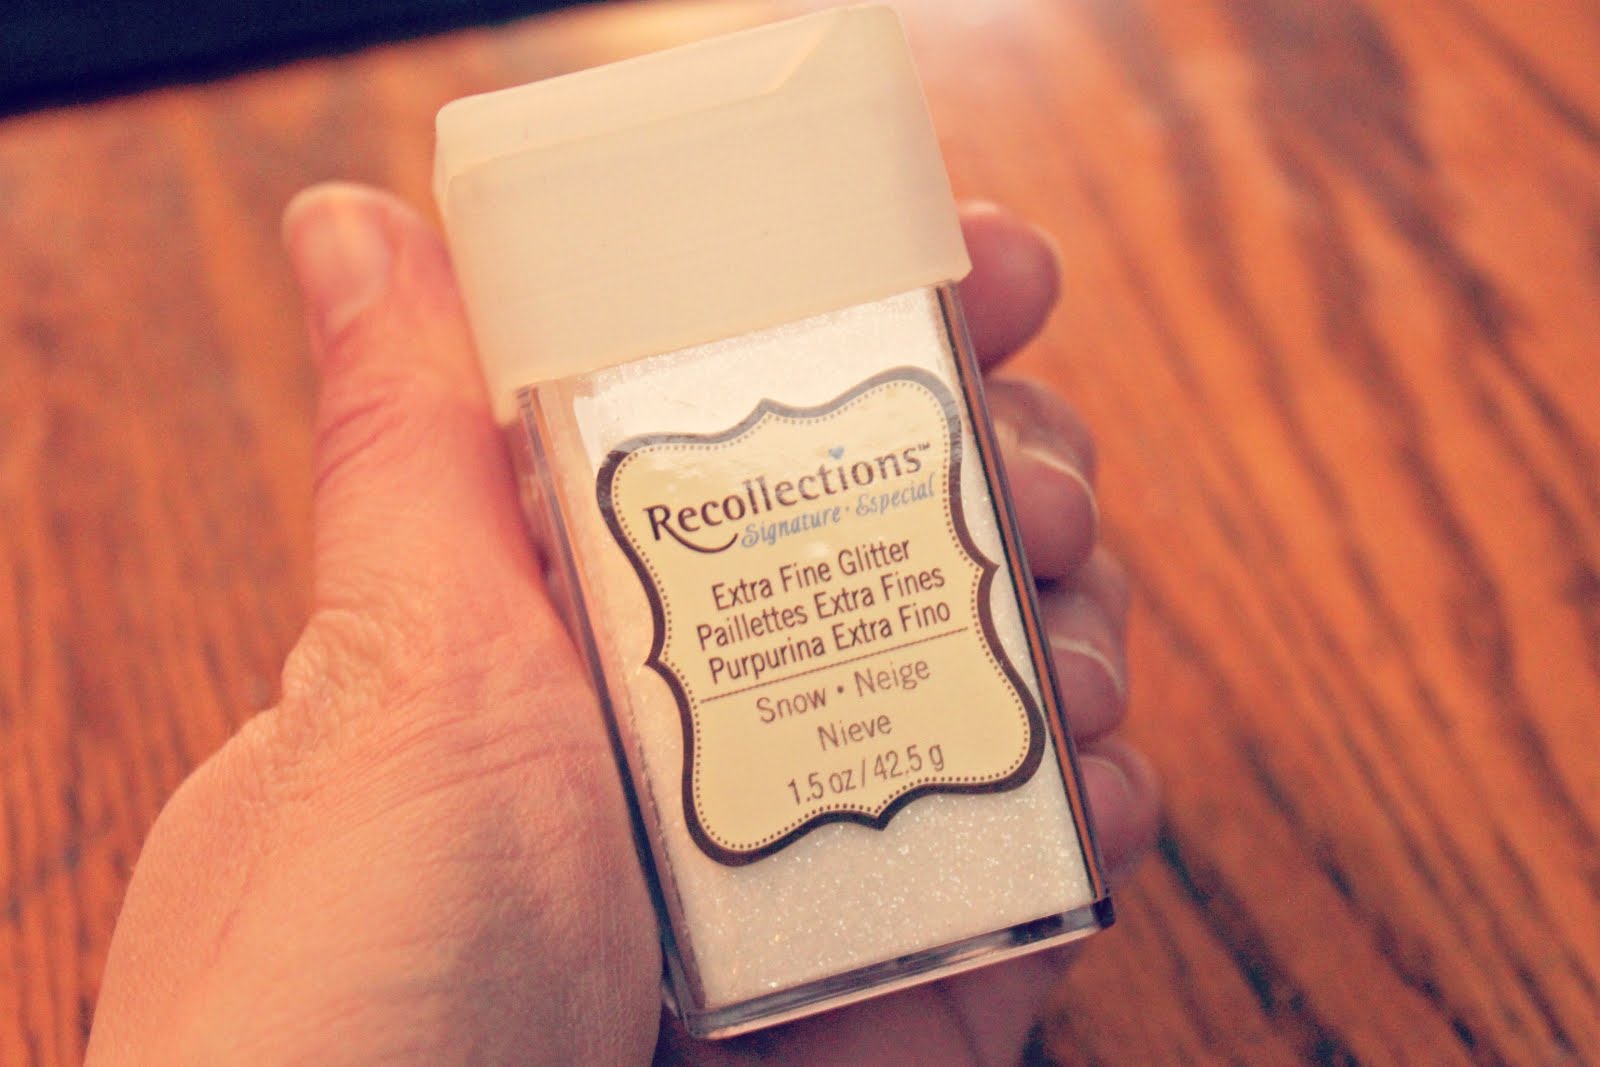 Recollections™
Signature • Especial
Extra Fine Glitter
Paillettes Extra Fines
Purpurina Extra Fino
Snow • Neige
Nieve
1.5 oz / 42.5 g